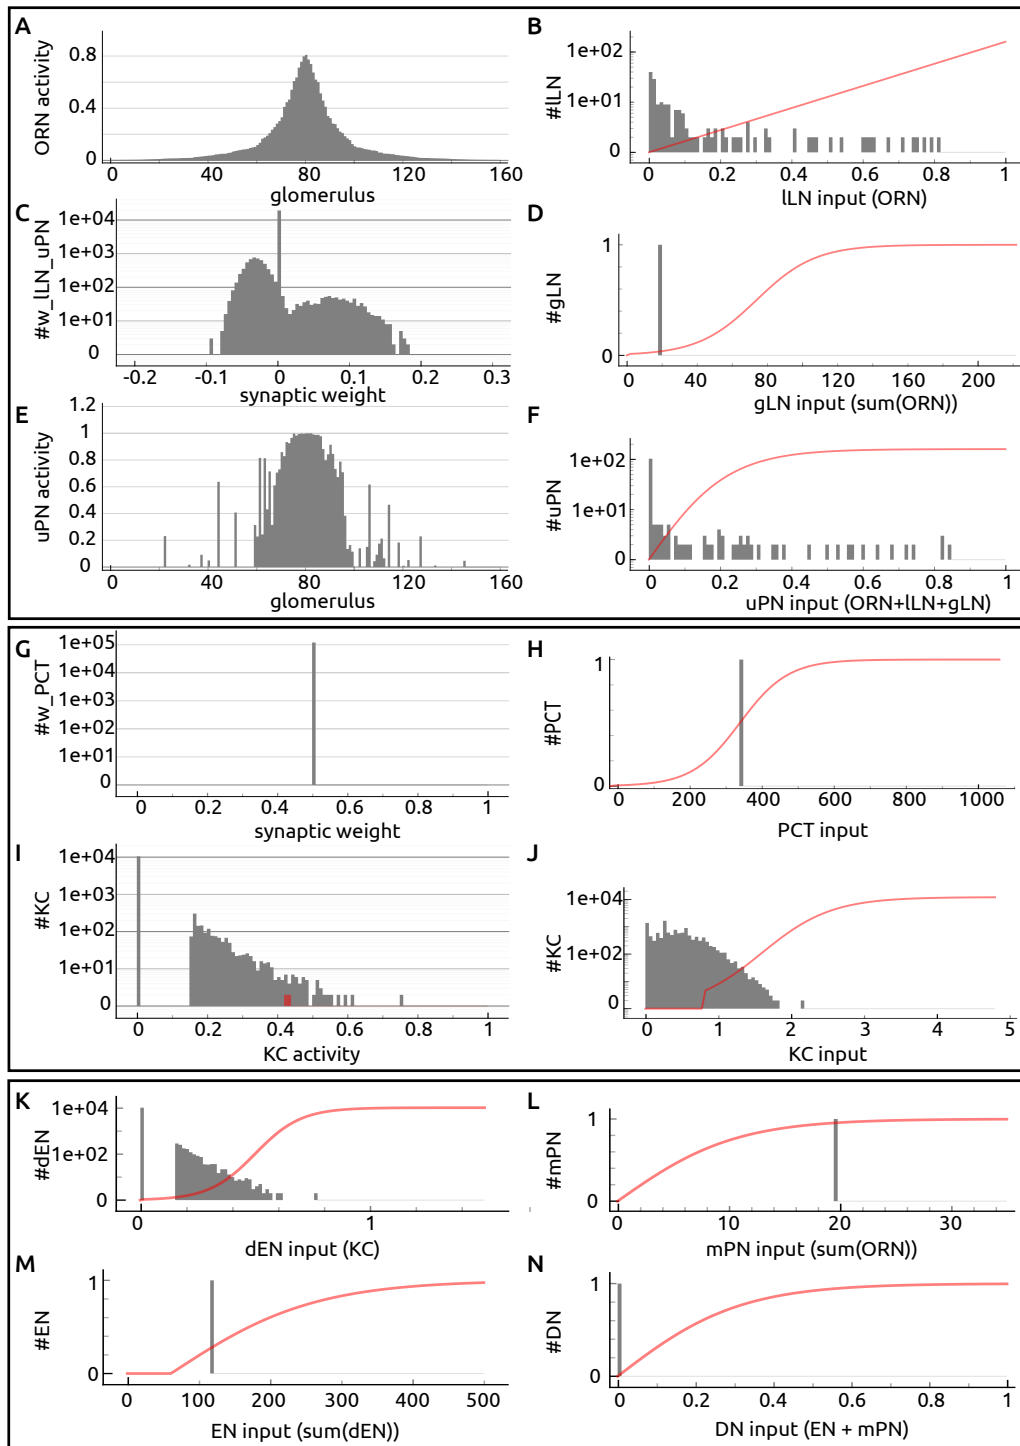 A
ORN activity
0.8
0.4
0
0 40 80 120 160
glomerulus
B
#lLN
1e+02
1e+01
0
0 0.2 0.4 0.6 0.8 1
lLN input (ORN)
C
#w_lLN_uPN
1e+04
1e+03
1e+02
1e+01
0
-0.2 -0.1 0 0.1 0.2 0.3
synaptic weight
D
#gLN
1
0
0 40 80 120 160 200
gLN input (sum(ORN))
E
uPN activity
1.2
1
0.8
0.6
0.4
0.2
0
0 40 80 120 160
glomerulus
F
#uPN
1e+02
1e+01
0
0 0.2 0.4 0.6 0.8 1
uPN input (ORN+lLN+gLN)
G
#w_PCT
1e+05
1e+04
1e+03
1e+02
1e+01
0
0 0.2 0.4 0.6 0.8 1
synaptic weight
H
#PCT
1
0
0 200 400 600 800 1000
PCT input
I
#KC
1e+04
1e+03
1e+02
1e+01
0
0 0.2 0.4 0.6 0.8 1
KC activity
J
#KC
1e+04
1e+02
0
0 1 2 3 4 5
KC input
K
#dEN
1e+04
1e+02
0
0 1
dEN input (KC)
L
#mPN
1
0
0 10 20 30
mPN input (sum(ORN))
M
#EN
1
0
0 100 200 300 400 500
EN input (sum(dEN))
N
#DN
1
0
0 0.2 0.4 0.6 0.8 1
DN input (EN + mPN)